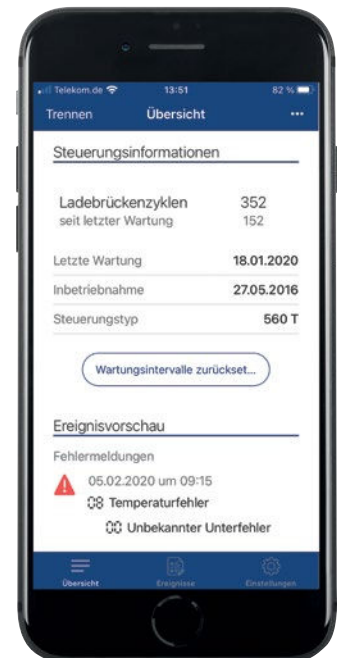 Telekom.de 13:51 82 %
Trennen Übersicht ...
Steuerungsinformationen
Ladebrückenzyklen 352
seit letzter Wartung 152
Letzte Wartung 18.01.2020
Inbetriebnahme 27.05.2016
Steuerungstyp 560 T
Wartungsintervalle zurückset...
Ereignisvorschau
Fehlermeldungen
05.02.2020 um 09:15
08 Temperaturfehler
00 Unbekannter Unterfehler
Übersicht Ereignisse Einstellungen